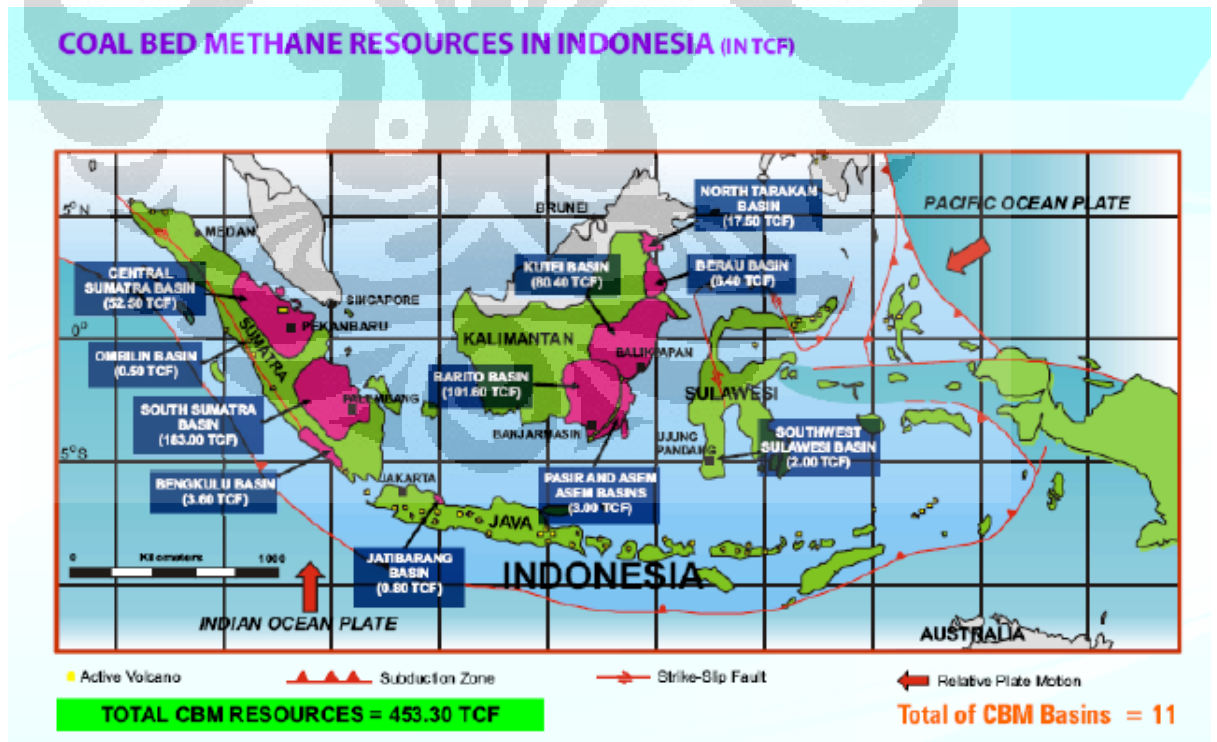 COAL BED METHANE RESOURCES IN INDONESIA (IN TCF)
0
5° N
MEDAN
BRUNEI
NORTH TARAKAN
BASIN
(17.50 TCF)
PACIFIC OCEAN PLATE
CENTRAL
SUMATRA BASIN
(52.50 TCF)
KUTEI BASIN
(80.40 TCF)
BERAU BASIN
(8.40 TCF)
SINGAPORE
0°
PEKANBARU
SUMATRA
KALIMANTAN
BALIKPAPAN
OMBILIN BASIN
(0.50 TCF)
BARITO BASIN
(101.60 TCF)
SULAWESI
PALEMBANG
SOUTH SUMATRA
BASIN
(183.00 TCF)
BANJARMASIN
UJUNG
PANDANG
SOUTHWEST
SULAWESI BASIN
(2.00 TCF)
5° S
BENGKULU BASIN
(3.60 TCF)
JAKARTA
PASIR AND ASEM
ASEM BASINS
(3.00 TCF)
JAVA
0 Kilometers 1000
JATIBARANG
BASIN
(0.80 TCF)
INDONESIA
INDIAN OCEAN PLATE
AUSTRALIA
Active Volcano
Subduction Zone
Strike-Slip Fault
Relative Plate Motion
TOTAL CBM RESOURCES = 453.30 TCF
Total of CBM Basins = 11